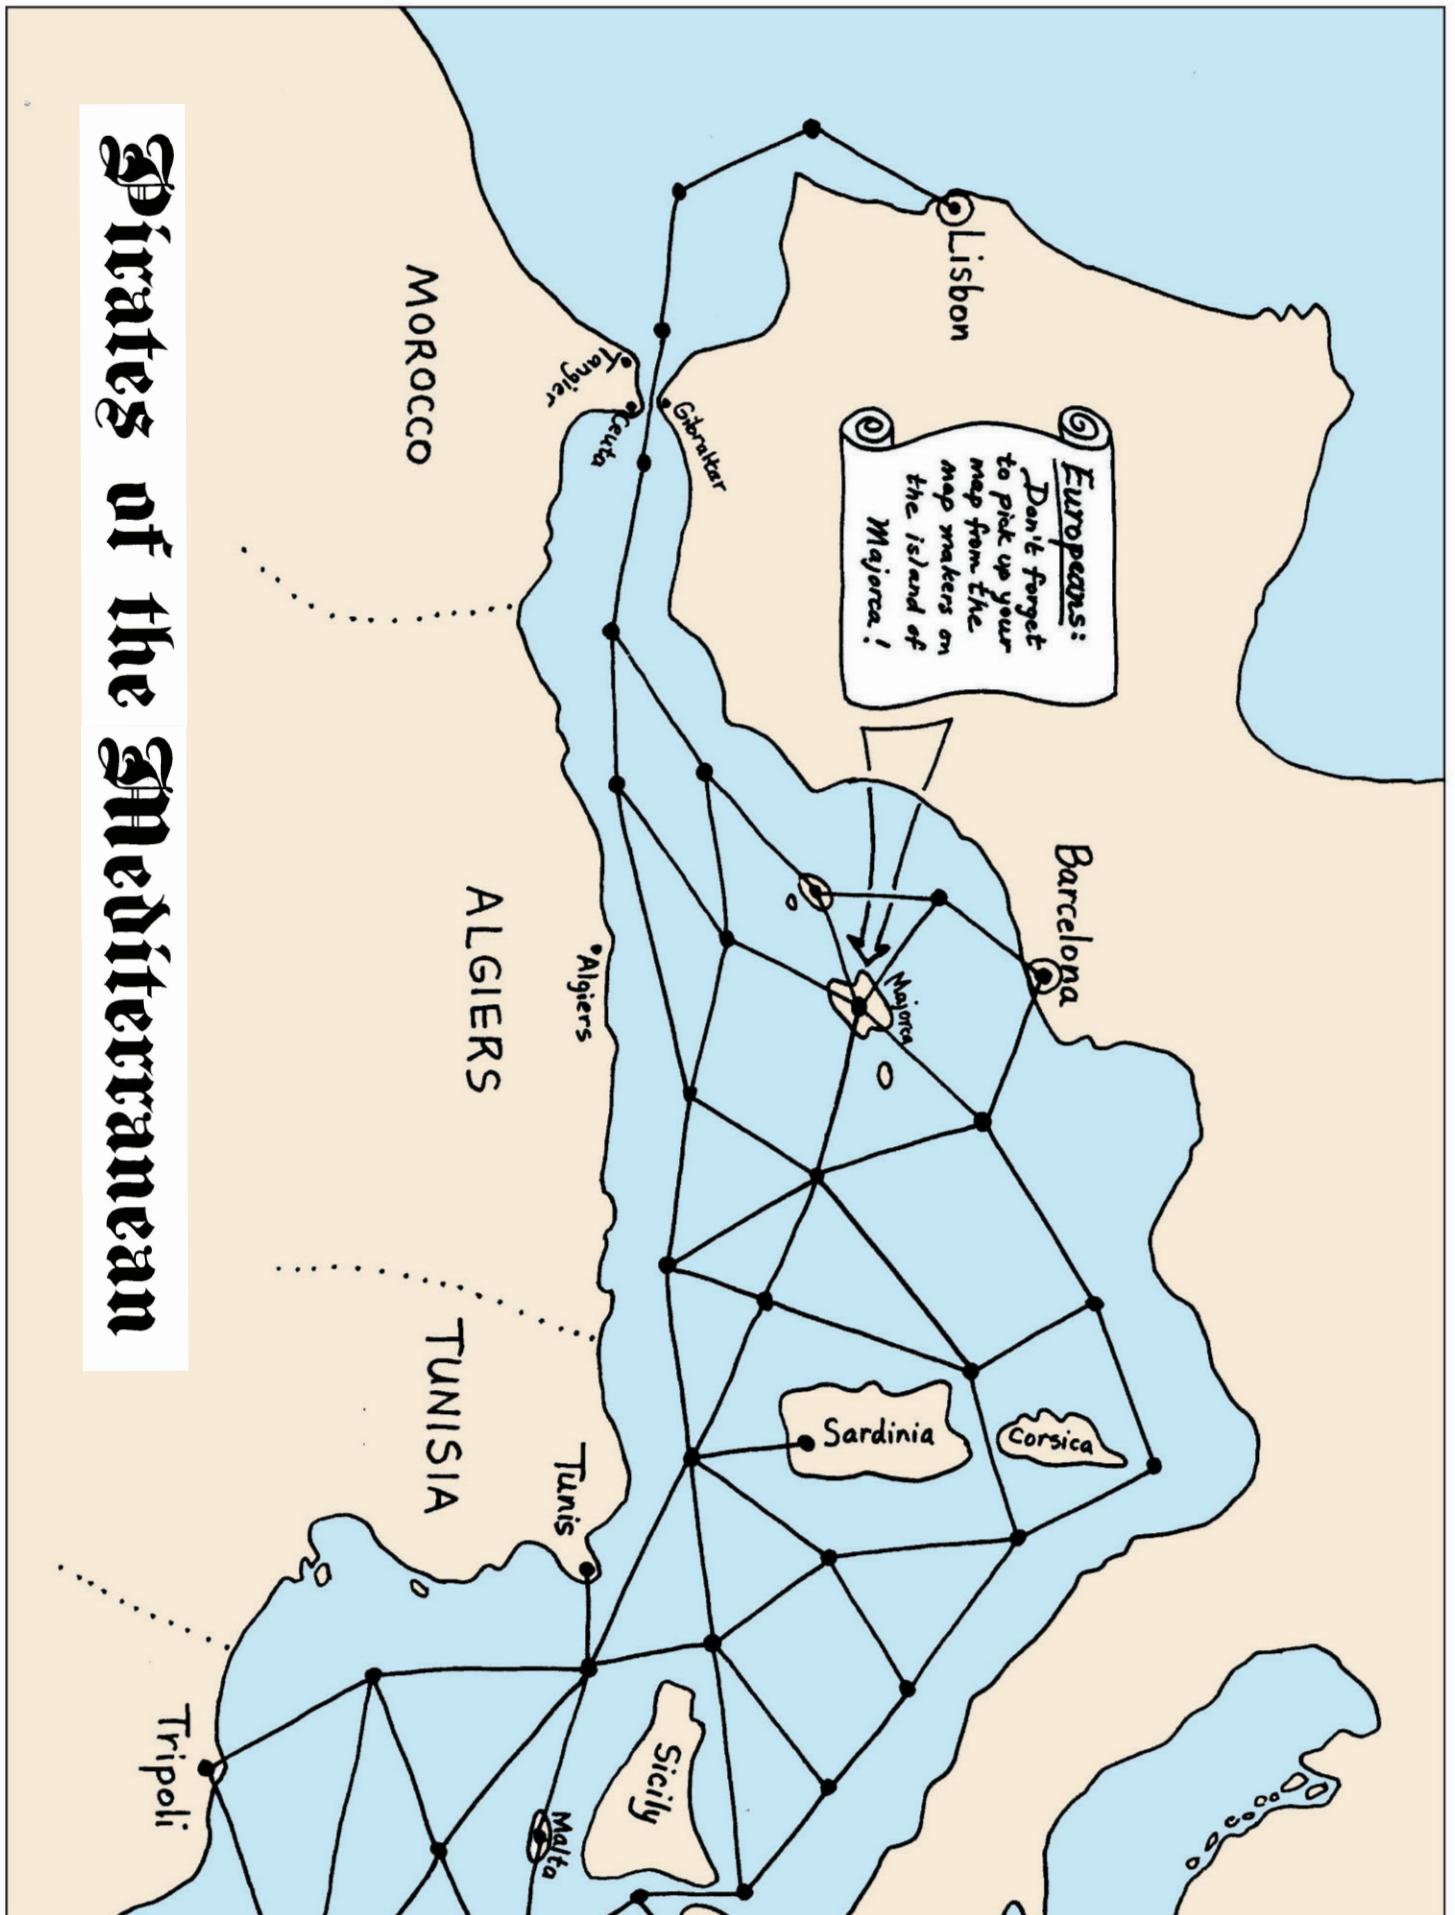 Pirates of the Mediterranean
Lisbon
Europeans:
Don't forget
to pick up your
map from the
map makers on
the island of
Majorca!
Gibraltar
Tangier
Ceuta
MOROCCO
Barcelona
Majorca
Algiers
ALGIERS
Corsica
Sardinia
TUNISIA
Tunis
Sicily
Malta
Tripoli